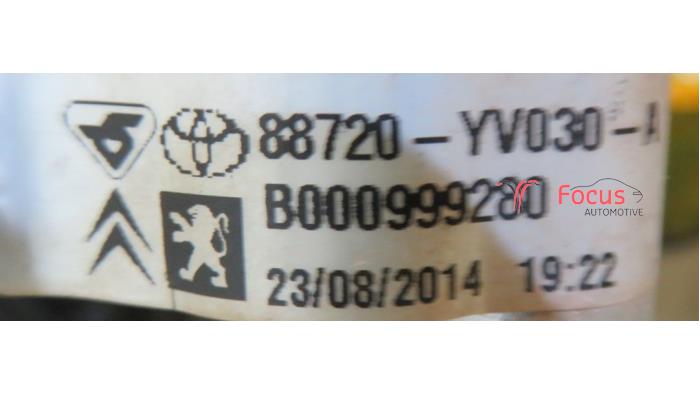 88720-YV030-A
B000999280
Focus
AUTOMOTIVE
23/08/2014 19:22